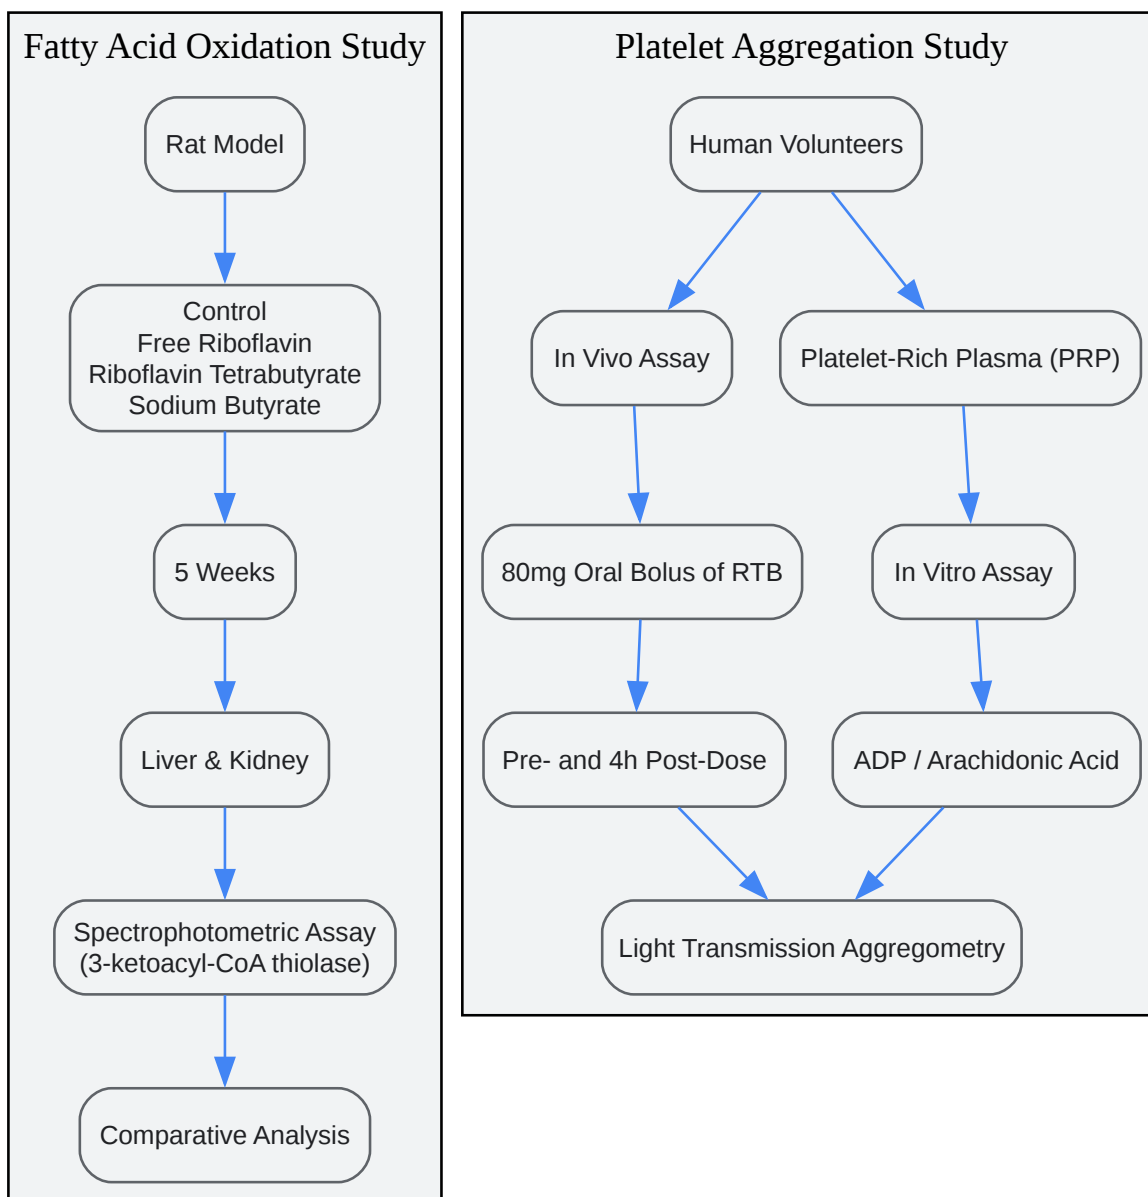 Fatty Acid Oxidation Study
Rat Model
Control
Free Riboflavin
Riboflavin Tetrabutyrate
Sodium Butyrate
5 Weeks
Liver & Kidney
Spectrophotometric Assay
(3-ketoacyl-CoA thiolase)
Comparative Analysis
Platelet Aggregation Study
Human Volunteers
In Vivo Assay
Platelet-Rich Plasma (PRP)
80mg Oral Bolus of RTB
In Vitro Assay
Pre- and 4h Post-Dose
ADP / Arachidonic Acid
Light Transmission Aggregometry